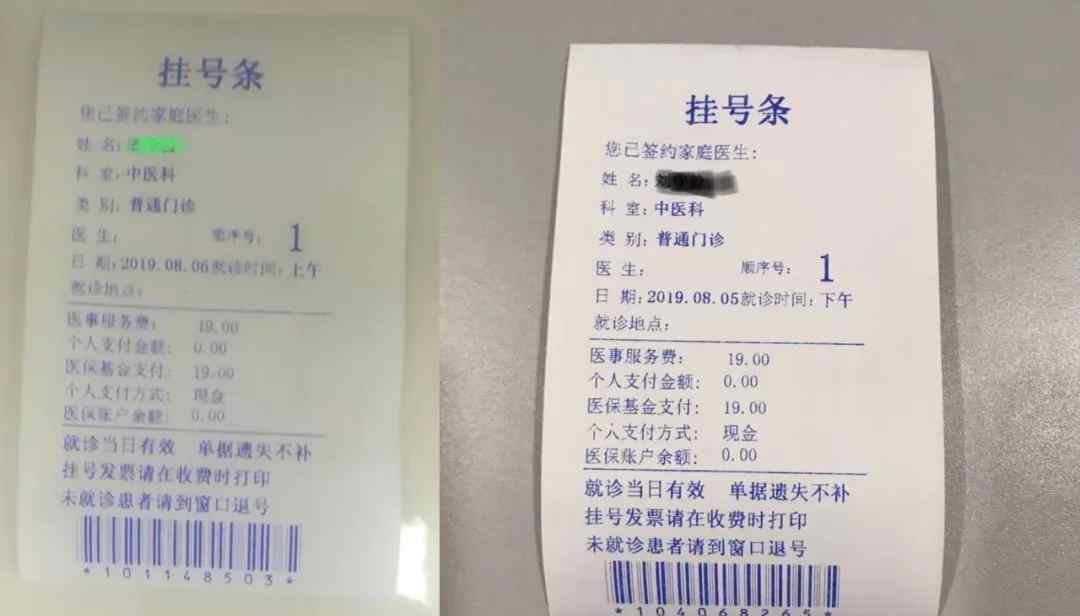 挂号条
您已签约家庭医生:
姓 名:
科 室: 中医科
类 别: 普通门诊
医 生: 顺序号: 1
日 期: 2019.08.06就诊时间: 上午
就诊地点:
医事服务费: 19.00
个人支付金额: 0.00
医保基金支付: 19.00
个人支付方式: 现金
医保账户余额: 0.00
就诊当日有效 单据遗失不补
挂号发票请在收费时打印
未就诊患者请到窗口退号
*101148503*
挂号条
您已签约家庭医生:
姓 名:
科 室: 中医科
类 别: 普通门诊
医 生: 顺序号: 1
日 期: 2019.08.05就诊时间: 下午
就诊地点:
医事服务费: 19.00
个人支付金额: 0.00
医保基金支付: 19.00
个人支付方式: 现金
医保账户余额: 0.00
就诊当日有效 单据遗失不补
挂号发票请在收费时打印
未就诊患者请到窗口退号
*104068265*